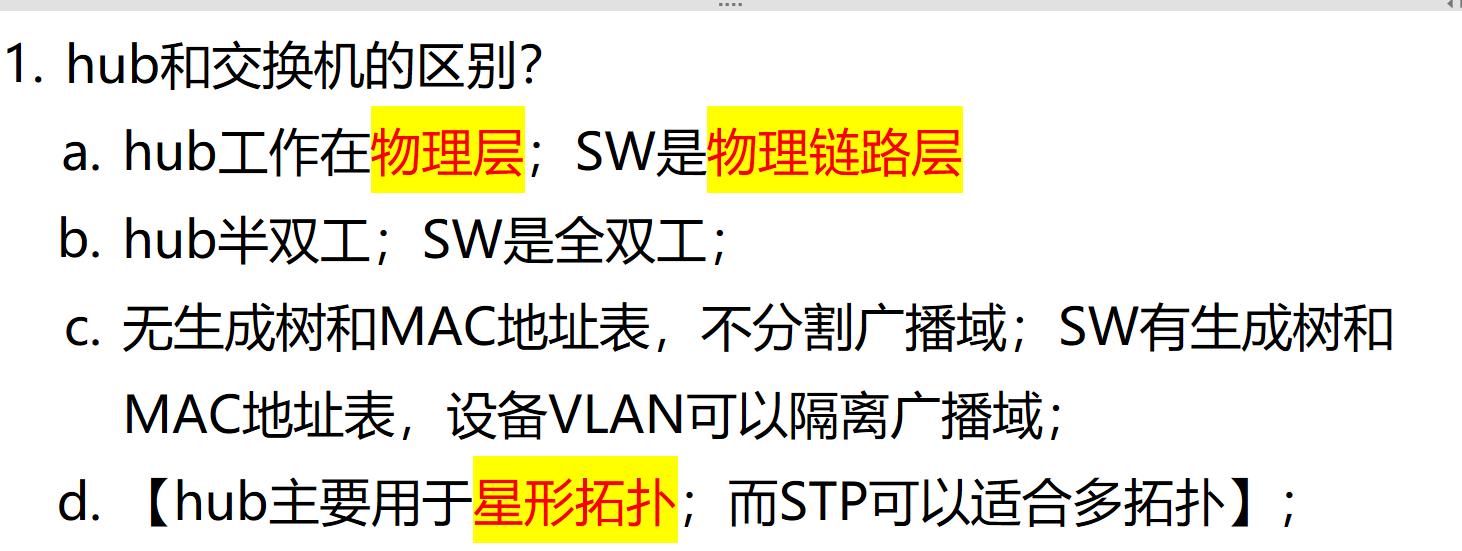 1. hub和交换机的区别？
a. hub工作在物理层；SW是物理链路层
b. hub半双工；SW是全双工；
c. 无生成树和MAC地址表，不分割广播域；SW有生成树和
MAC地址表，设备VLAN可以隔离广播域；
d. 【hub主要用于星形拓扑；而STP可以适合多拓扑】；